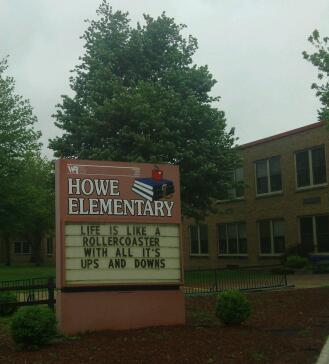 HOWE
ELEMENTARY
LIFE IS LIKE A
ROLLERCOASTER
WITH ALL IT'S
UPS AND DOWNS